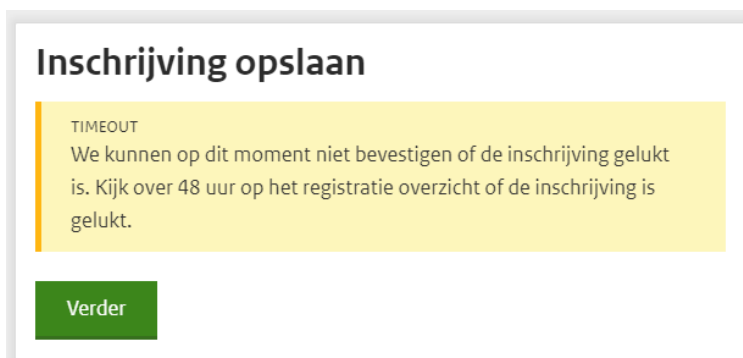 Inschrijving opslaan
TIMEOUT
We kunnen op dit moment niet bevestigen of de inschrijving gelukt
is. Kijk over 48 uur op het registratie overzicht of de inschrijving is
gelukt.
Verder